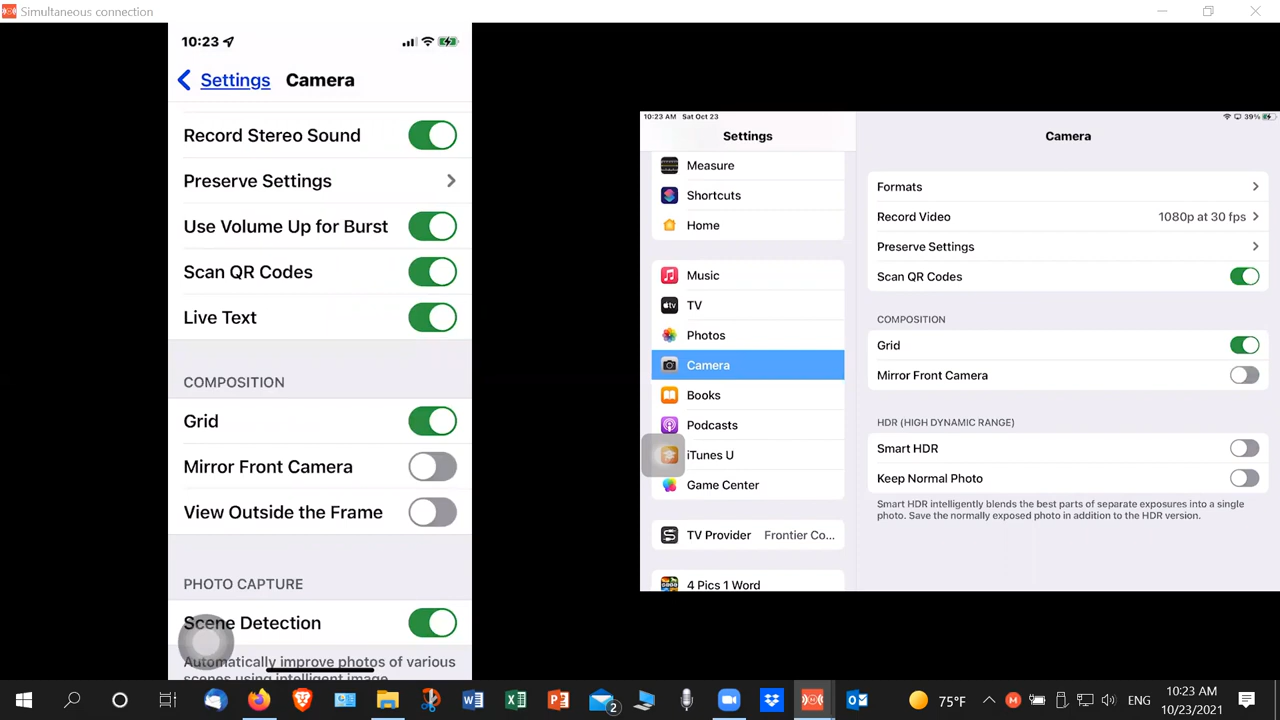 Simultaneous connection
10:23
Settings Camera
Record Stereo Sound
Preserve Settings
Use Volume Up for Burst
Scan QR Codes
Live Text
COMPOSITION
Grid
Mirror Front Camera
View Outside the Frame
PHOTO CAPTURE
Scene Detection
Automatically improve photos of various
scenes using intelligent image
10:23 AM Sat Oct 23
39%
Settings
Measure
Shortcuts
Home
Music
tv TV
Photos
Camera
Books
Podcasts
iTunes U
Game Center
TV Provider Frontier Co...
4 Pics 1 Word
Camera
Formats
Record Video 1080p at 30 fps
Preserve Settings
Scan QR Codes
COMPOSITION
Grid
Mirror Front Camera
HDR (HIGH DYNAMIC RANGE)
Smart HDR
Keep Normal Photo
Smart HDR intelligently blends the best parts of separate exposures into a single
photo. Save the normally exposed photo in addition to the HDR version.
2
75°F
ENG
10:23 AM
10/23/2021